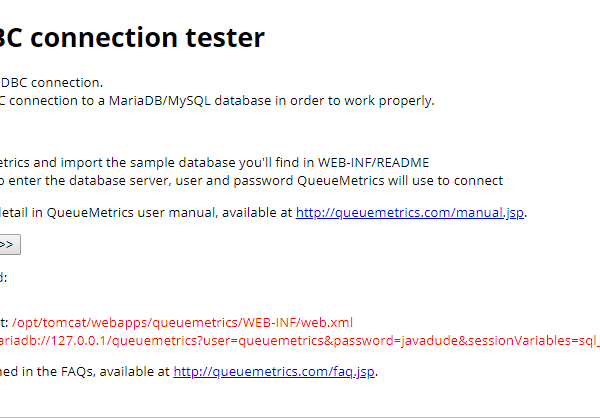 BC connection tester
DBC connection.
C connection to a MariaDB/MySQL database in order to work properly.
etrics and import the sample database you'll find in WEB-INF/README
o enter the database server, user and password QueueMetrics will use to connect
detail in QueueMetrics user manual, available at http://queuemetrics.com/manual.jsp.
>>
d:
t: /opt/tomcat/webapps/queuemetrics/WEB-INF/web.xml
ariadb://127.0.0.1/queuemetrics?user=queuemetrics&password=javadude&sessionVariables=sql_
ned in the FAQs, available at http://queuemetrics.com/faq.jsp.